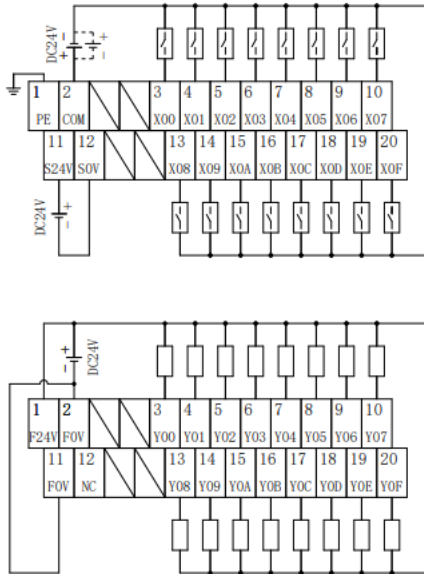 DC24V
1 2 3 4 5 6 7 8 9 10
PE COM X00 X01 X02 X03 X04 X05 X06 X07
11 12 13 14 15 16 17 18 19 20
S24V S0V X08 X09 X0A X0B X0C X0D X0E X0F
DC24V
DC24V
1 2 3 4 5 6 7 8 9 10
F24V F0V Y00 Y01 Y02 Y03 Y04 Y05 Y06 Y07
11 12 13 14 15 16 17 18 19 20
F0V NC Y08 Y09 Y0A Y0B Y0C Y0D Y0E Y0F